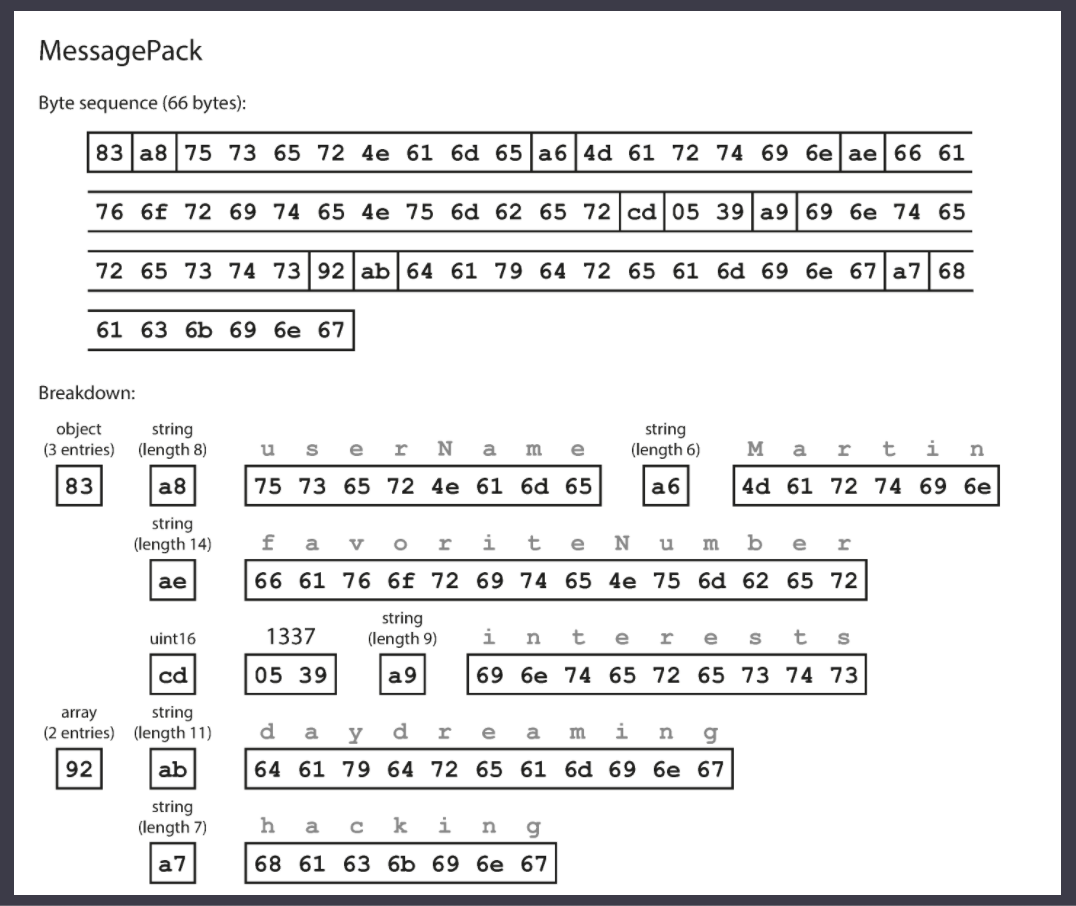 MessagePack
Byte sequence (66 bytes):
83 a8 75 73 65 72 4e 61 6d 65 a6 4d 61 72 74 69 6e ae 66 61
76 6f 72 69 74 65 4e 75 6d 62 65 72 cd 05 39 a9 69 6e 74 65
72 65 73 74 73 92 ab 64 61 79 64 72 65 61 6d 69 6e 67 a7 68
61 63 6b 69 6e 67
Breakdown:
object string string
(3 entries) (length 8) u s e r N a m e (length 6) M a r t i n
83 a8 75 73 65 72 4e 61 6d 65 a6 4d 61 72 74 69 6e
string
(length 14) f a v o r i t e N u m b e r
ae 66 61 76 6f 72 69 74 65 4e 75 6d 62 65 72
string
uint16 1337 (length 9) i n t e r e s t s
cd 05 39 a9 69 6e 74 65 72 65 73 74 73
array string
(2 entries) (length 11) d a y d r e a m i n g
92 ab 64 61 79 64 72 65 61 6d 69 6e 67
string
(length 7) h a c k i n g
a7 68 61 63 6b 69 6e 67